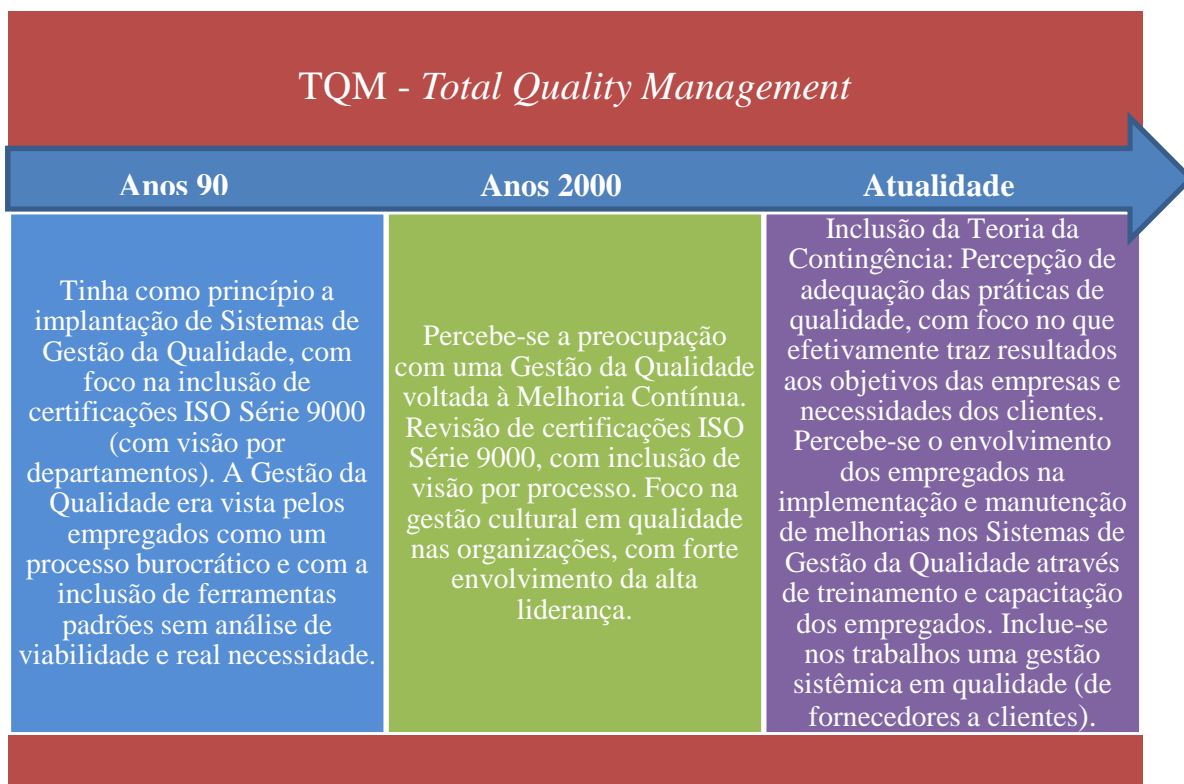 TQM - Total Quality Management
Anos 90
Anos 2000
Atualidade
Tinha como princípio a
implantação de Sistemas de
Gestão da Qualidade, com
foco na inclusão de
certificações ISO Série 9000
(com visão por
departamentos). A Gestão da
Qualidade era vista pelos
empregados como um
processo burocrático e com a
inclusão de ferramentas
padrões sem análise de
viabilidade e real necessidade.
Percebe-se a preocupação
com uma Gestão da Qualidade
voltada à Melhoria Contínua.
Revisão de certificações ISO
Série 9000, com inclusão de
visão por processo. Foco na
gestão cultural em qualidade
nas organizações, com forte
envolvimento da alta
liderança.
Inclusão da Teoria da
Contingência: Percepção de
adequação das práticas de
qualidade, com foco no que
efetivamente traz resultados
aos objetivos das empresas e
necessidades dos clientes.
Percebe-se o envolvimento
dos empregados na
implementação e manutenção
de melhorias nos Sistemas de
Gestão da Qualidade através
de treinamento e capacitação
dos empregados. Inclue-se
nos trabalhos uma gestão
sistêmica em qualidade (de
fornecedores a clientes).